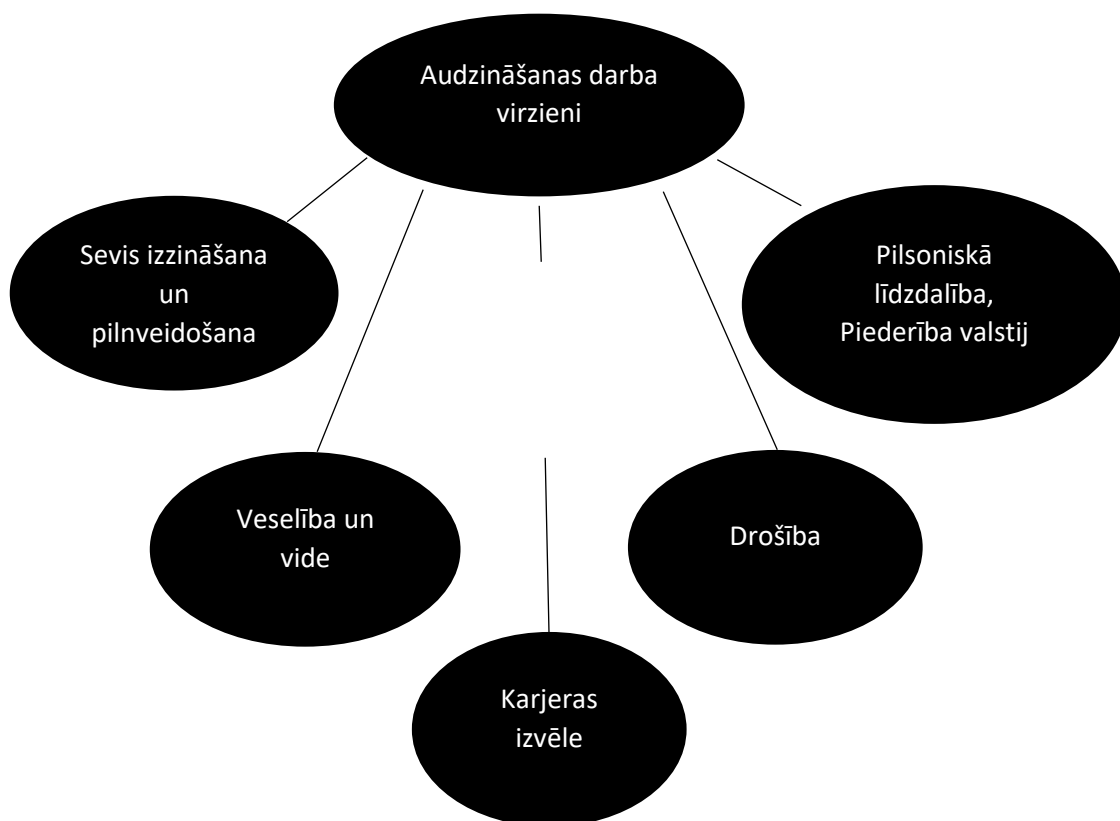 Audzināšanas darba
virzieni
Sevis izzināšana
un
pilnveidošana
Pilsoniskā
līdzdalība,
Piederība valstij
Veselība un
vide
Drošība
Karjeras
izvēle